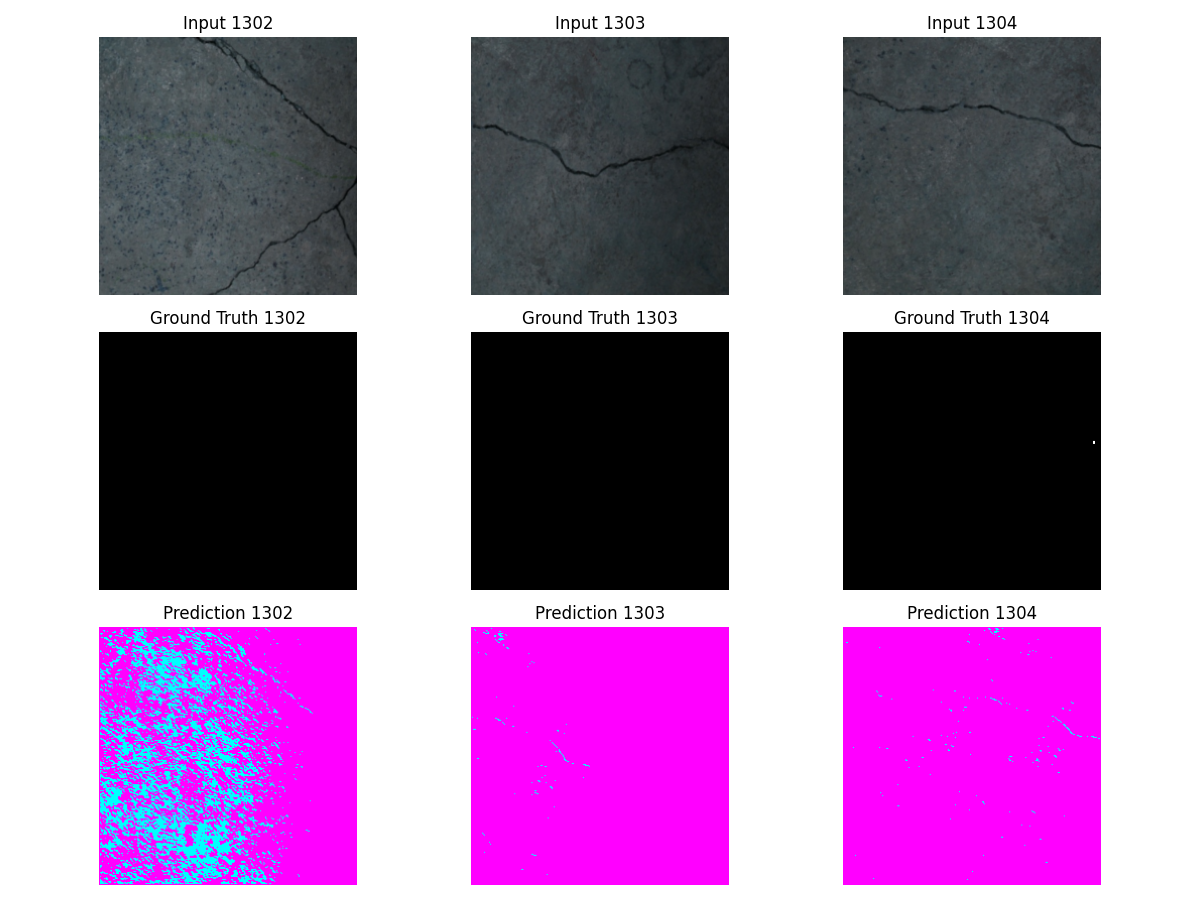 Input 1302
Input 1303
Input 1304
Ground Truth 1302
Ground Truth 1303
Ground Truth 1304
Prediction 1302
Prediction 1303
Prediction 1304